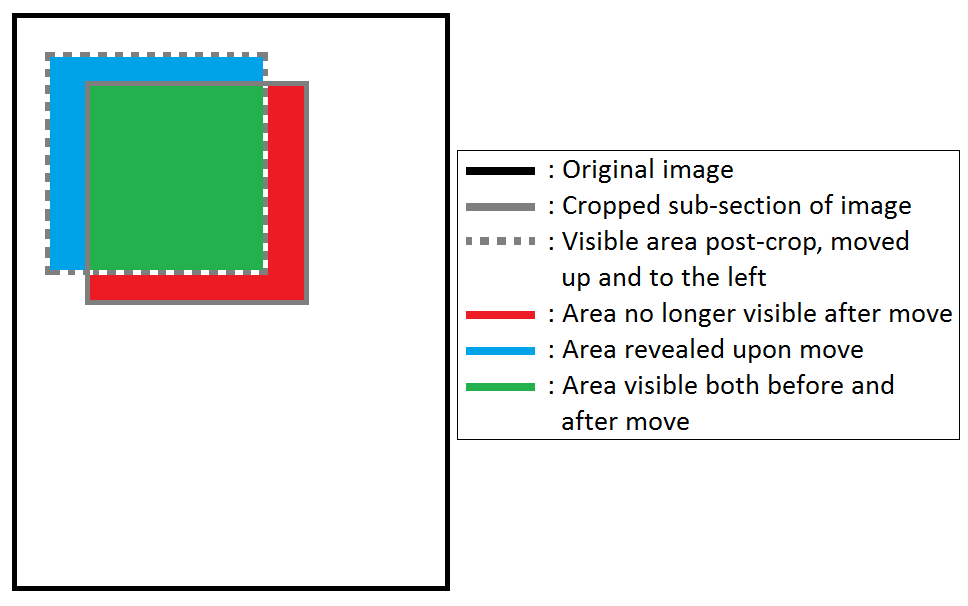 : Original image
: Cropped sub-section of image
: Visible area post-crop, moved
up and to the left
: Area no longer visible after move
: Area revealed upon move
: Area visible both before and
after move